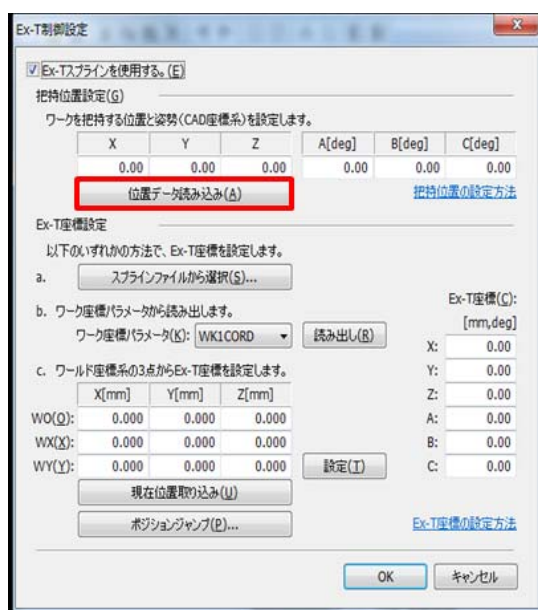 Ex-T制御設定
Ex-Tスプラインを使用する。(E)
把持位置設定(G)
ワークを把持する位置と姿勢(CAD座標系)を設定します。
X Y Z A[deg] B[deg] C[deg]
0.00 0.00 0.00 0.00 0.00 0.00
位置データ読み込み(A) 把持位置の設定方法
Ex-T座標設定
以下のいずれかの方法で、Ex-T座標を設定します。
a. スプラインファイルから選択(S)...
b. ワーク座標パラメータから読み出します。
ワーク座標パラメータ(K): WK1CORD 読み出し(R)
c. ワールド座標系の3点からEx-T座標を設定します。
X[mm] Y[mm] Z[mm]
WO(O): 0.000 0.000 0.000
WX(X): 0.000 0.000 0.000
WY(Y): 0.000 0.000 0.000 設定(T)
現在位置取り込み(U)
ポジションジャンプ(P)...
Ex-T座標(C):
[mm,deg]
X: 0.00
Y: 0.00
Z: 0.00
A: 0.00
B: 0.00
C: 0.00
Ex-T座標の設定方法
OK キャンセル